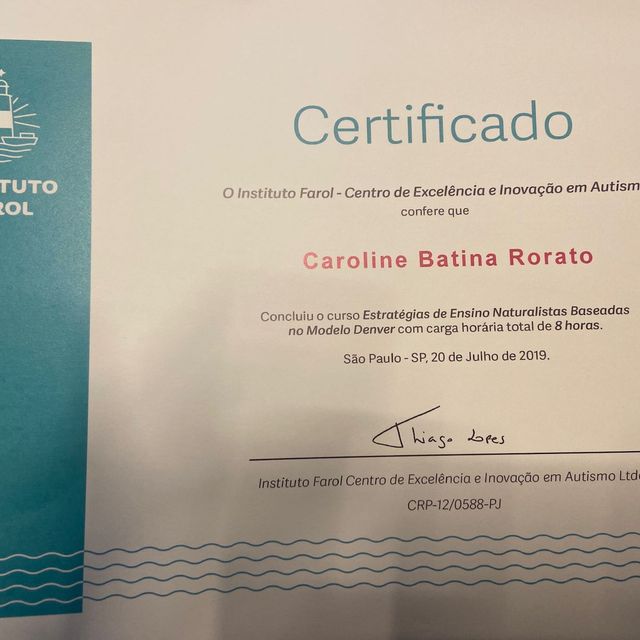 TUTO
ROL
Certificado
O Instituto Farol - Centro de Excelência e Inovação em Autism
confere que
Caroline Batina Rorato
Concluiu o curso Estratégias de Ensino Naturalistas Baseadas
no Modelo Denver com carga horária total de 8 horas.
São Paulo - SP, 20 de Julho de 2019.
Thiago Lopes
Instituto Farol Centro de Excelência e Inovação em Autismo Ltd
CRP-12/0588-PJ